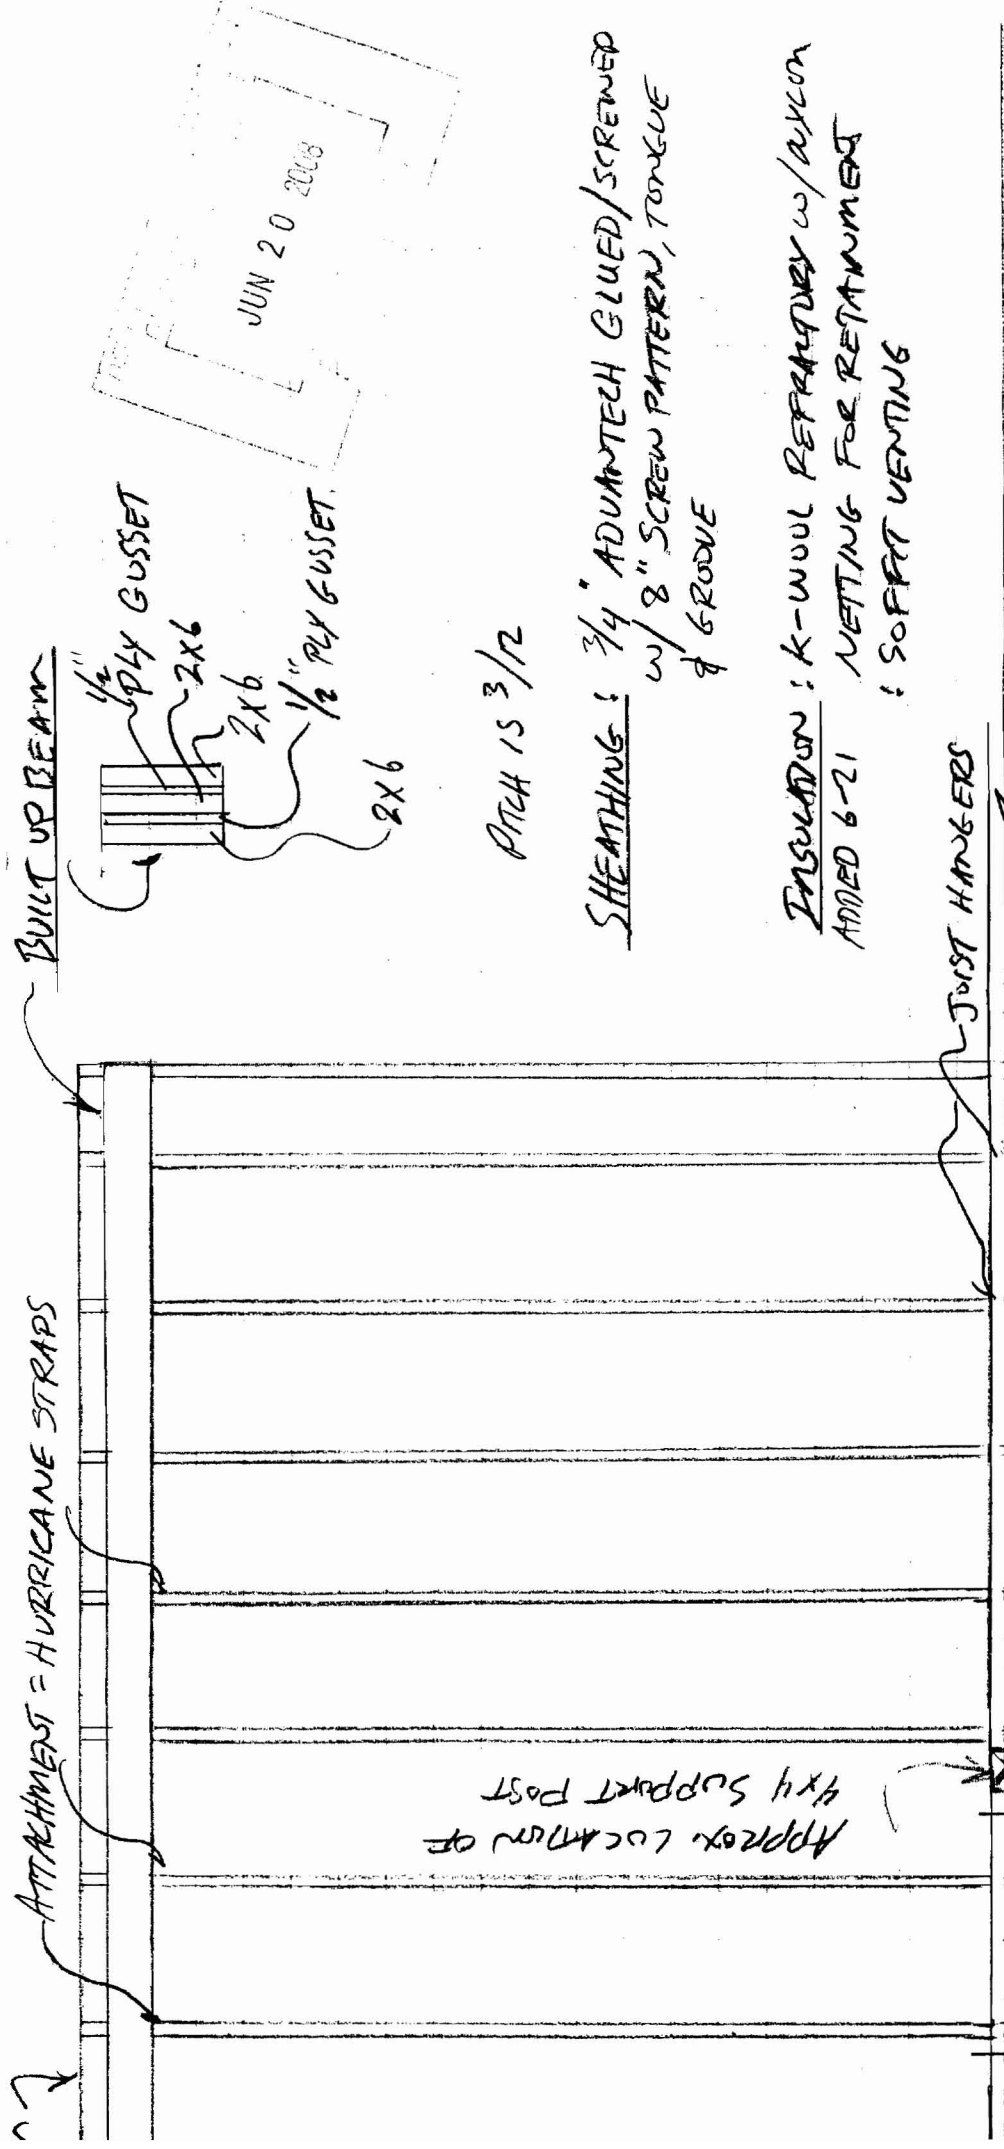 BUILT UP BEAM
1/2"
PLY GUSSET
2x6
2x6
1/2" PLY GUSSET.
2x6
JUN 20 2008
PITCH IS 3/12
SHEATHING: 3/4" ADVANTECH GLUED/SCREWED
w/ 8" SCREW PATTERN, TONGUE
& GROOVE
INSULATION: K-WOOL REFRACTORY w/NYLON
ADDED 6-21 NETTING FOR RETAINMENT
: SOFFIT VENTING
JOIST HANGERS
ATTACHMENT = HURRICANE STRAPS
APPROX. LOCATION OF
4x4 SUPPORT POST